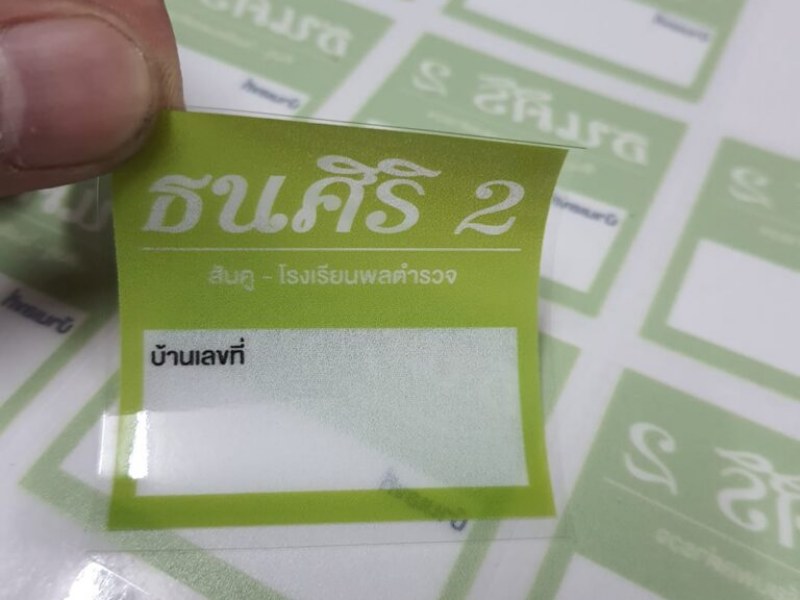 ธนศิริ 2
สันคู - โรงเรียนพลตำรวจ
บ้านเลขที่